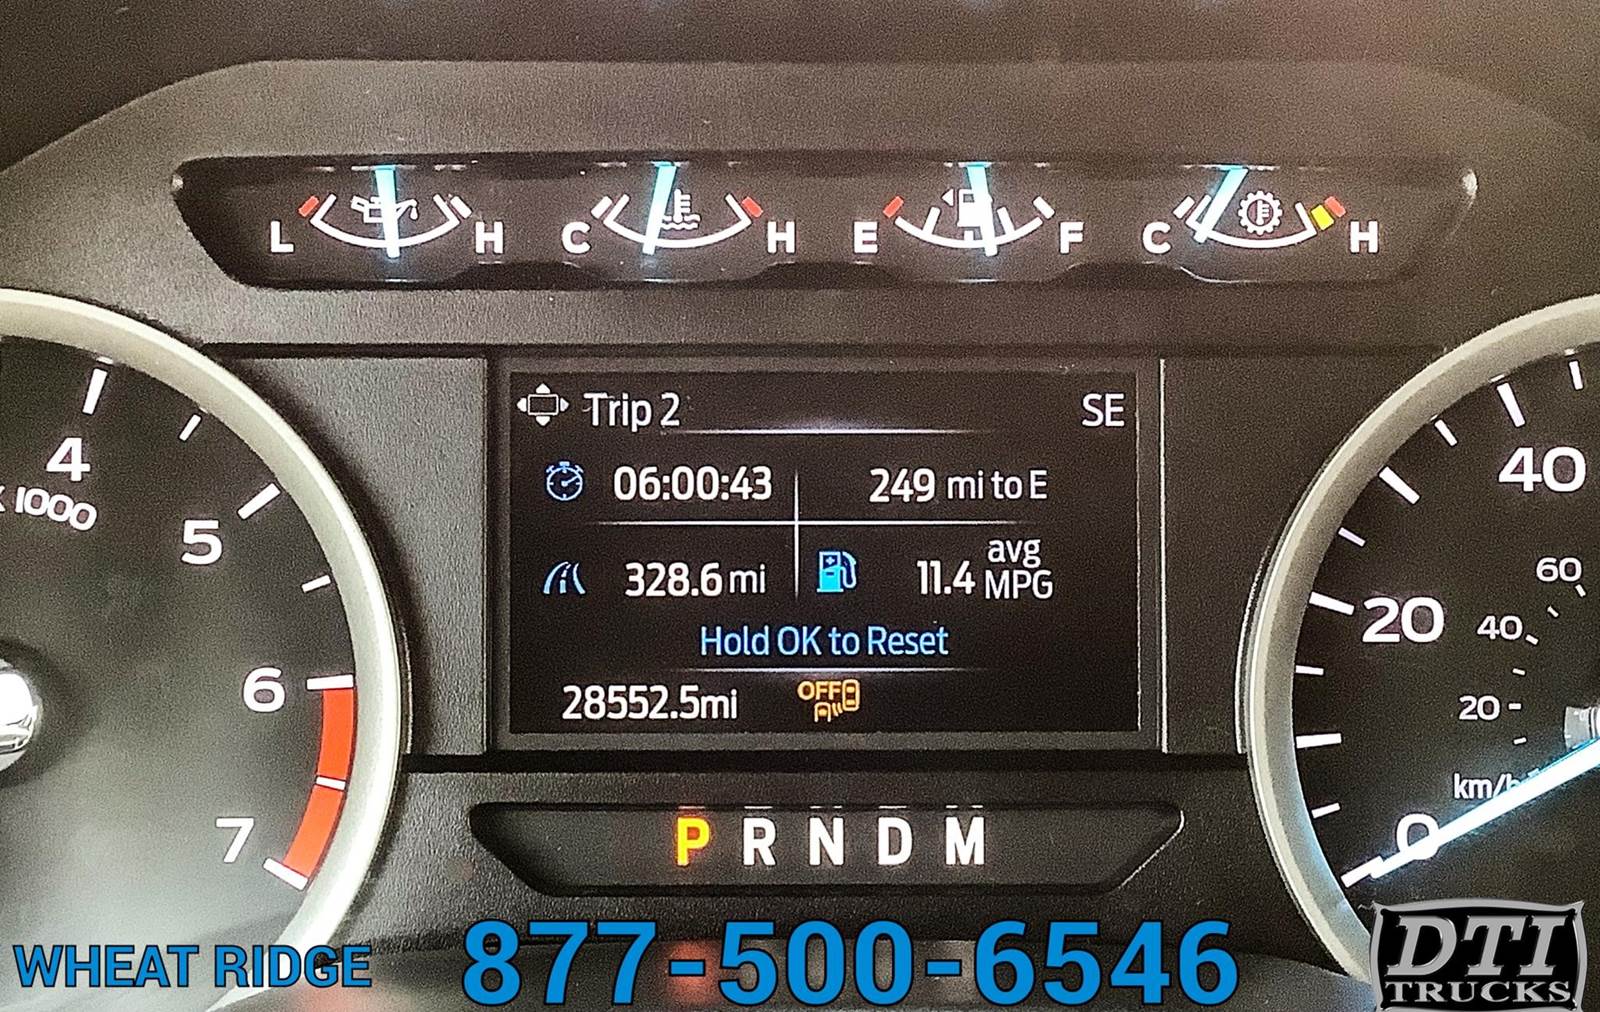 L H C H E F C H
Trip 2 SE
06:00:43 249 mi to E
328.6 mi 11.4 avg MPG
Hold OK to Reset
28552.5mi OFF
4
x 1000
5
6
7
40
60
20 40
20
km/h
0
P R N D M
WHEAT RIDGE 877-500-6546 DTI
TRUCKS